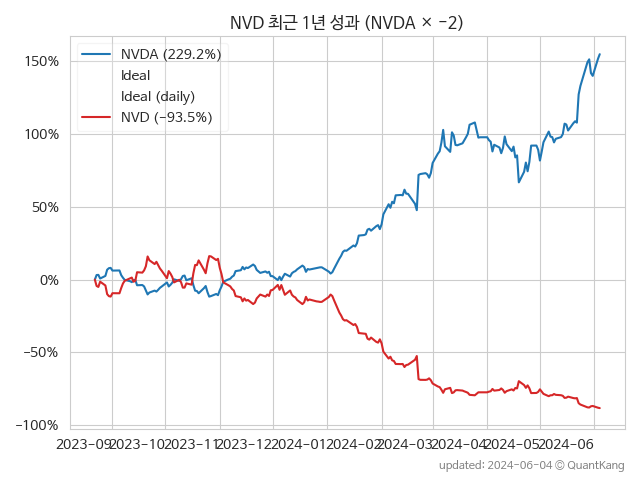 NVD 최근 1년 성과 (NVDA × −2)
NVDA (229.2%)
Ideal
Ideal (daily)
NVD (−93.5%)
150%
100%
50%
0%
−50%
−100%
2023-09 2023-10 2023-11 2023-12 2024-01 2024-02 2024-03 2024-04 2024-05 2024-06
updated: 2024-06-04 © QuantKang